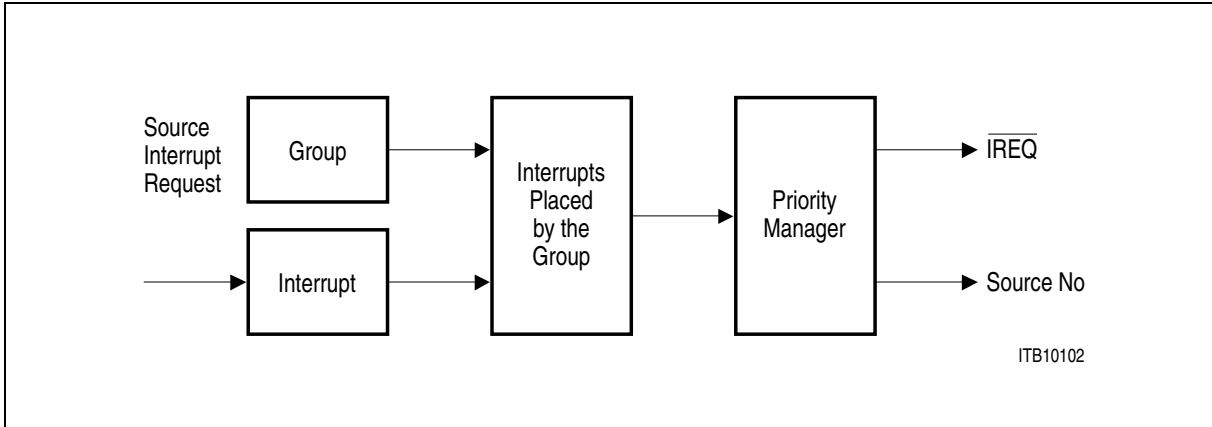 Source
Interrupt
Request
Group
Interrupt
Interrupts
Placed
by the
Group
Priority
Manager
IREQ
Source No
ITB10102